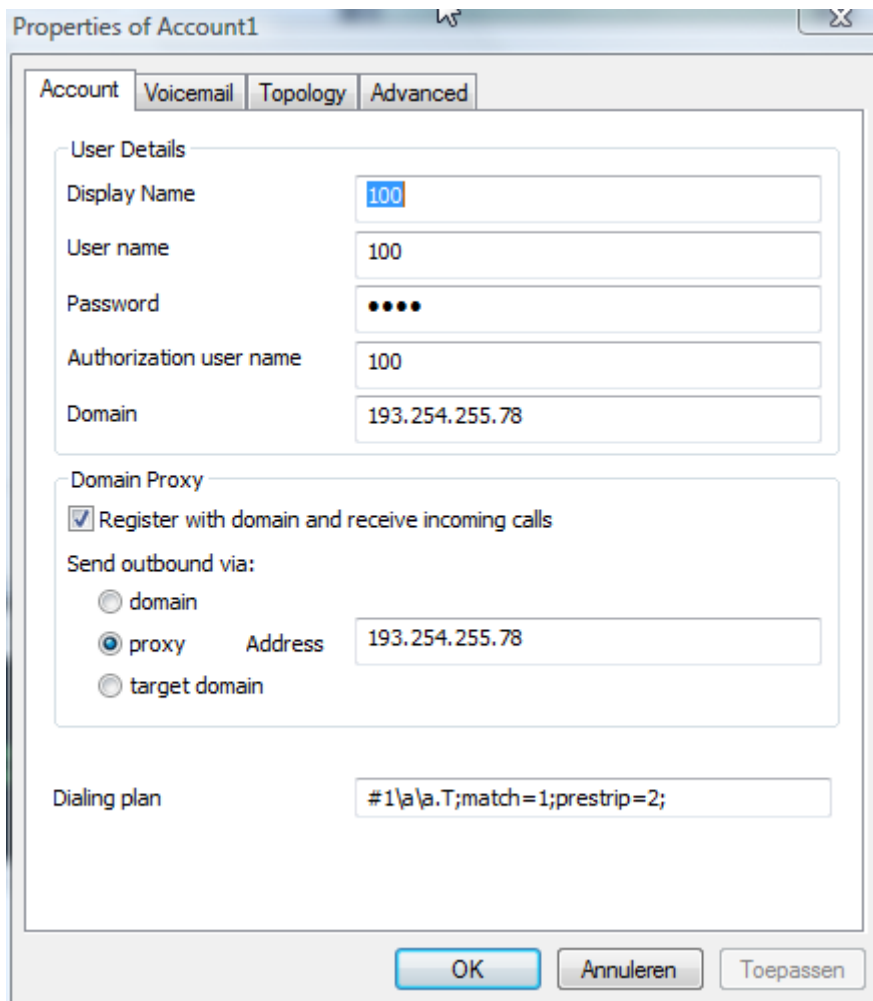 Properties of Account1
Account Voicemail Topology Advanced
User Details
Display Name 100
User name 100
Password ••••
Authorization user name 100
Domain 193.254.255.78
Domain Proxy
Register with domain and receive incoming calls
Send outbound via:
domain
proxy Address 193.254.255.78
target domain
Dialing plan #1\a\a.T;match=1;prestrip=2;
OK Annuleren Toepassen